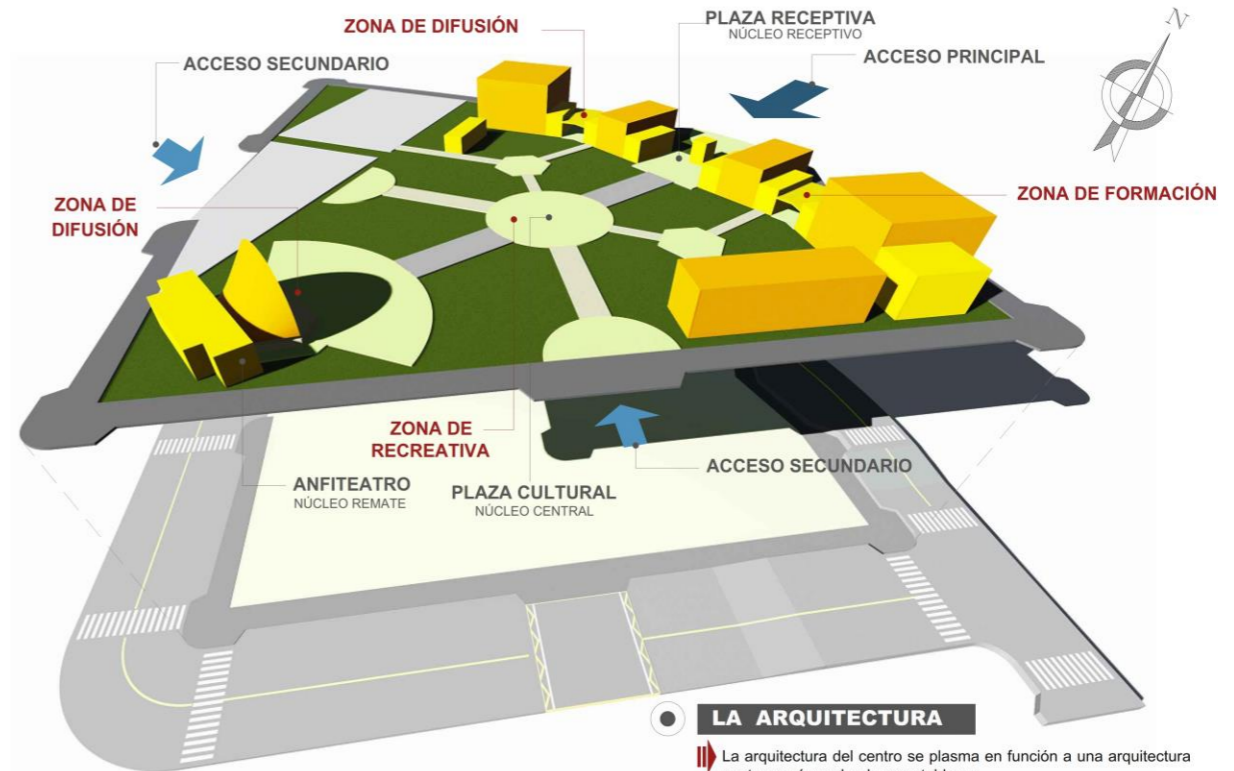 ZONA DE DIFUSIÓN
PLAZA RECEPTIVA
NÚCLEO RECEPTIVO
ACCESO SECUNDARIO
ACCESO PRINCIPAL
N
ZONA DE
DIFUSIÓN
ZONA DE FORMACIÓN
ZONA DE
RECREATIVA
ANFITEATRO
NÚCLEO REMATE
PLAZA CULTURAL
NÚCLEO CENTRAL
ACCESO SECUNDARIO
LA ARQUITECTURA
La arquitectura del centro se plasma en función a una arquitectura